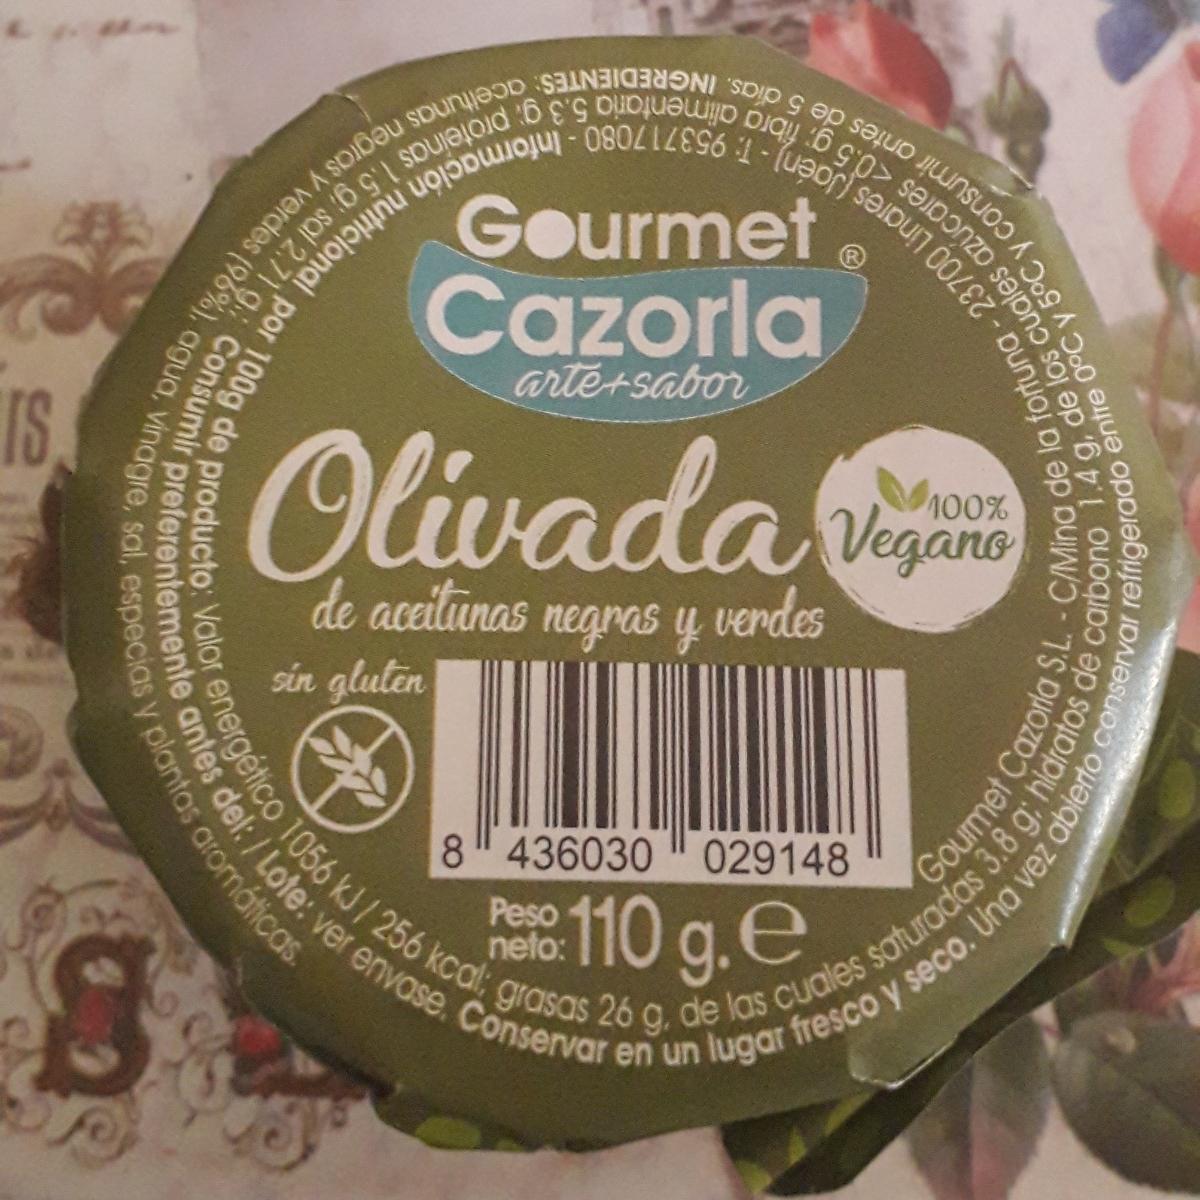 Gourmet
Cazorla ®
arte+sabor
Olivada
100%
Vegano
de aceitunas negras y verdes
sin gluten
8 436030 029148
Peso
neto: 110 g. e
Gourmet Cazorla S.L. - C/Mina de la fortuna - 23700 Linares (Jaén) - T: 953717080 - Información nutricional por 100g de producto: Valor energético 1056 kJ / 256 kcal; grasas 26 g, de las cuales saturadas 3.8 g; hidratos de carbono 1.4 g, de los cuales azúcares <0.5 g; fibra alimentaria 5.3 g; proteínas 1.5 g; sal 2.71 g.
INGREDIENTES: aceitunas negras y verdes (96%), agua, vinagre, sal, especias y plantas aromáticas.
Consumir preferentemente antes del: / Lote: ver envase. Conservar en un lugar fresco y seco. Una vez abierto conservar refrigerado entre 0ºC y 5ºC y consumir antes de 5 días.